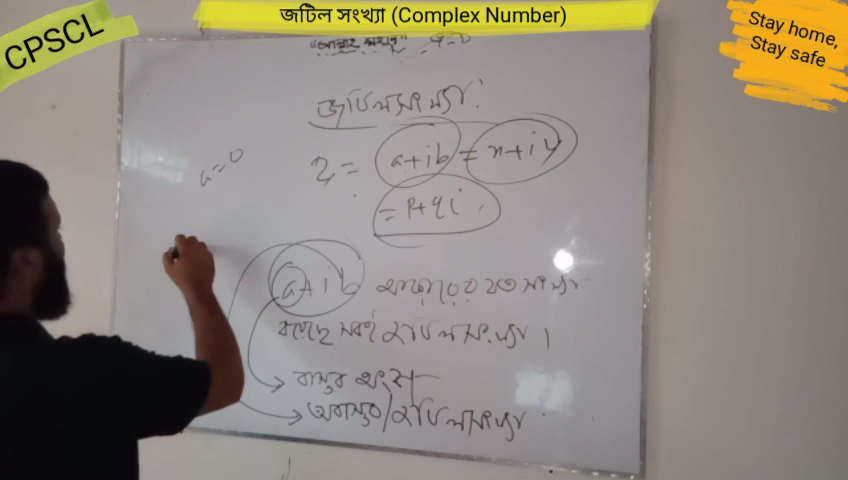 জটিল সংখ্যা (Complex Number)
CPSCL
Stay home,
Stay safe
a=0
জটিল সংখ্যা:
z = a+ib = x+iy
= p+qi
a+ib আকারের যত সংখ্যা
রয়েছে সবই জটিল সংখ্যা।
বাস্তব অংশ
অবাস্তব/জটিল সংখ্যা
a=0